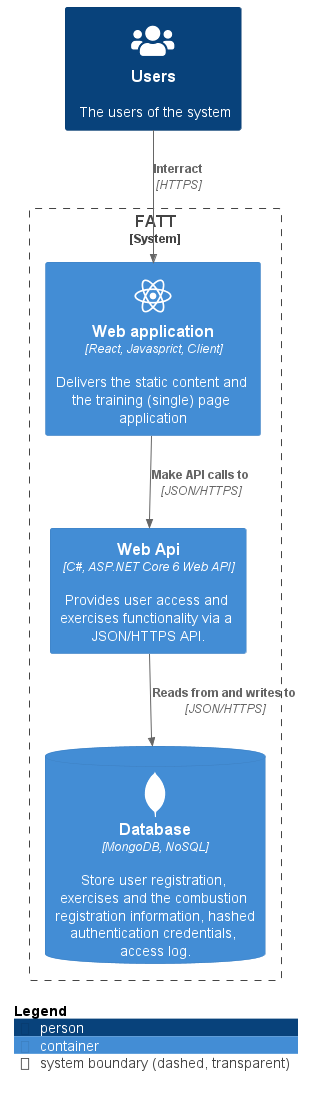 Users
The users of the system
Interract
[HTTPS]
FATT
[System]
Web application
[React, Javasprict, Client]
Delivers the static content and
the training (single) page
application
Make API calls to
[JSON/HTTPS]
Web Api
[C#, ASP.NET Core 6 Web API]
Provides user access and
exercises functionality via a
JSON/HTTPS API.
Reads from and writes to
[JSON/HTTPS]
Database
[MongoDB, NoSQL]
Store user registration,
exercises and the combustion
registration information, hashed
authentication credentials,
access log.
Legend
person
container
system boundary (dashed, transparent)